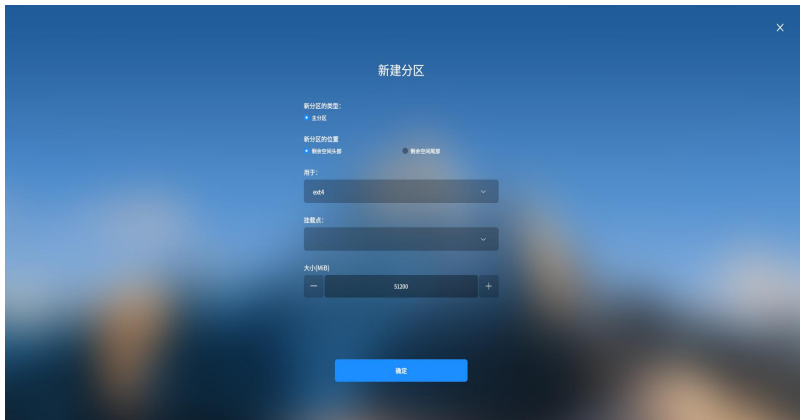 新建分区
新分区的类型:
主分区
新分区的位置
剩余空间头部 剩余空间尾部
用于:
ext4
挂载点:
大小(MiB)
51200
确定